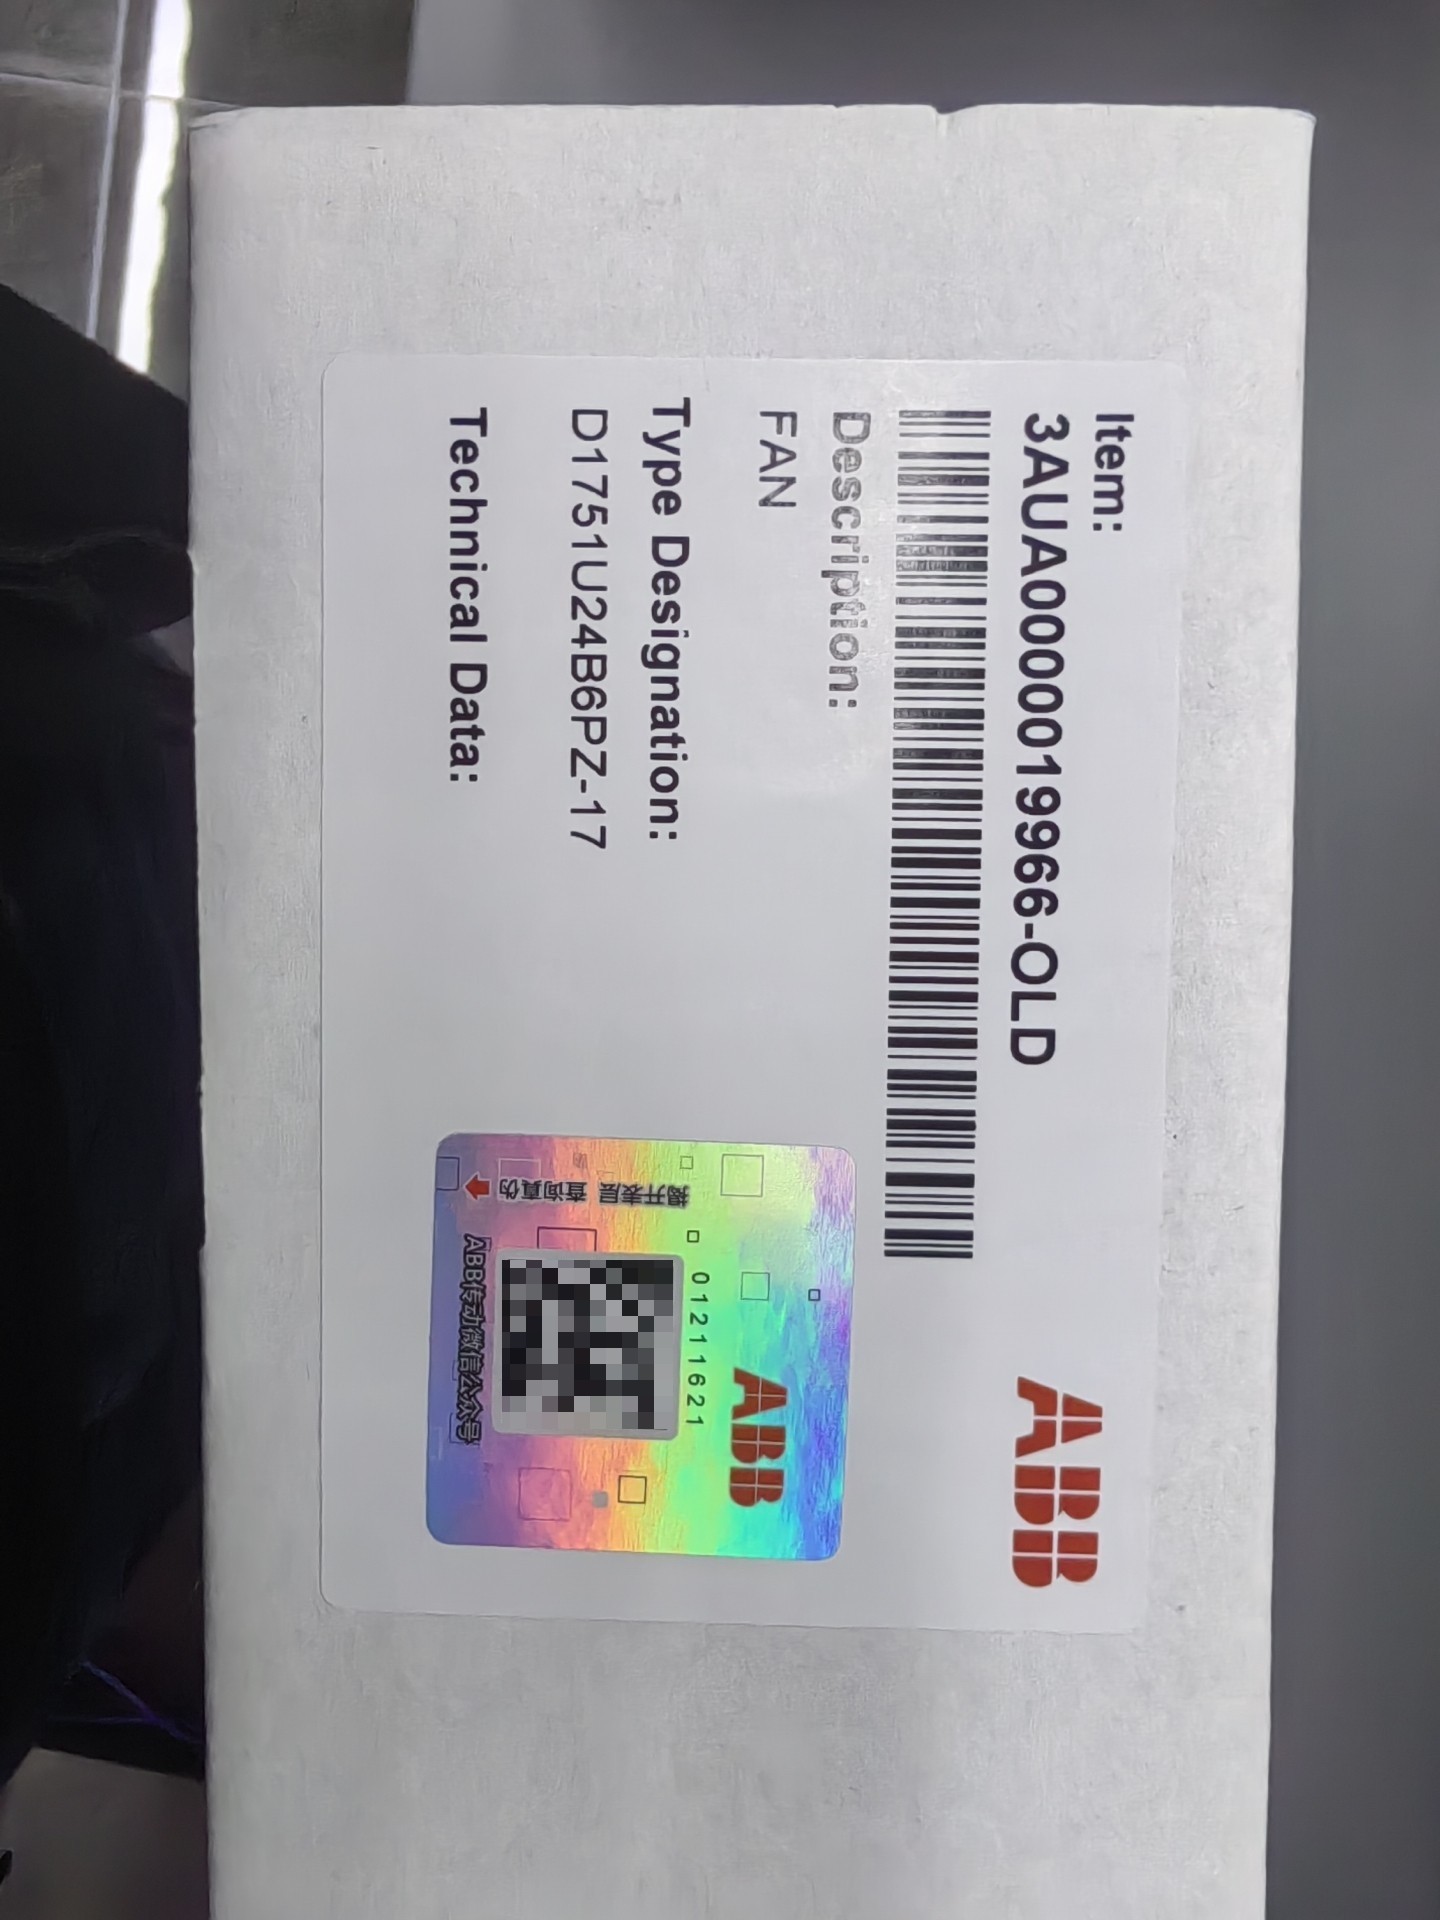 Item:
3AUA0000019966-OLD
ABB
Description:
FAN
Type Designation:
D1751U24B6PZ-17
Technical Data:
ABB
01211621
揭开表层 查询真伪
ABB传动微信公众号